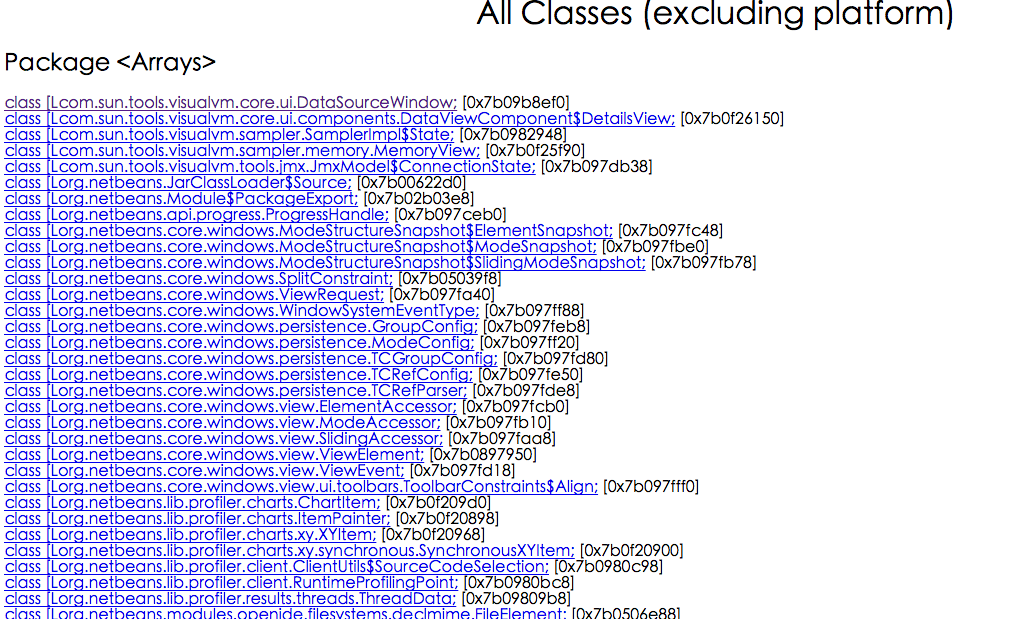 All Classes (excluding platform)
Package <Arrays>
class [Lcom.sun.tools.visualvm.core.ui.DataSourceWindow; [0x7b09b8ef0]
class [Lcom.sun.tools.visualvm.core.ui.components.DataViewComponent$DetailsView; [0x7b0f26150]
class [Lcom.sun.tools.visualvm.sampler.SamplerImpl$State; [0x7b0982948]
class [Lcom.sun.tools.visualvm.sampler.memory.MemoryView; [0x7b0f25f90]
class [Lcom.sun.tools.visualvm.tools.jmx.JmxModel$ConnectionState; [0x7b097db38]
class [Lorg.netbeans.JarClassLoader$Source; [0x7b00622d0]
class [Lorg.netbeans.Module$PackageExport; [0x7b02b03e8]
class [Lorg.netbeans.api.progress.ProgressHandle; [0x7b097ceb0]
class [Lorg.netbeans.core.windows.ModeStructureSnapshot$ElementSnapshot; [0x7b097fc48]
class [Lorg.netbeans.core.windows.ModeStructureSnapshot$ModeSnapshot; [0x7b097fbe0]
class [Lorg.netbeans.core.windows.ModeStructureSnapshot$SlidingModeSnapshot; [0x7b097fb78]
class [Lorg.netbeans.core.windows.SplitConstraint; [0x7b05039f8]
class [Lorg.netbeans.core.windows.ViewRequest; [0x7b097fa40]
class [Lorg.netbeans.core.windows.WindowSystemEventType; [0x7b097ff88]
class [Lorg.netbeans.core.windows.persistence.GroupConfig; [0x7b097feb8]
class [Lorg.netbeans.core.windows.persistence.ModeConfig; [0x7b097ff20]
class [Lorg.netbeans.core.windows.persistence.TCGroupConfig; [0x7b097fd80]
class [Lorg.netbeans.core.windows.persistence.TCRefConfig; [0x7b097fe50]
class [Lorg.netbeans.core.windows.persistence.TCRefParser; [0x7b097fde8]
class [Lorg.netbeans.core.windows.view.ElementAccessor; [0x7b097fcb0]
class [Lorg.netbeans.core.windows.view.ModeAccessor; [0x7b097fb10]
class [Lorg.netbeans.core.windows.view.SlidingAccessor; [0x7b097faa8]
class [Lorg.netbeans.core.windows.view.ViewElement; [0x7b0897950]
class [Lorg.netbeans.core.windows.view.ViewEvent; [0x7b097fd18]
class [Lorg.netbeans.core.windows.view.ui.toolbars.ToolbarConstraints$Align; [0x7b097fff0]
class [Lorg.netbeans.lib.profiler.charts.ChartItem; [0x7b0f209d0]
class [Lorg.netbeans.lib.profiler.charts.ItemPainter; [0x7b0f20898]
class [Lorg.netbeans.lib.profiler.charts.xy.XYItem; [0x7b0f20968]
class [Lorg.netbeans.lib.profiler.charts.xy.synchronous.SynchronousXYItem; [0x7b0f20900]
class [Lorg.netbeans.lib.profiler.client.ClientUtils$SourceCodeSelection; [0x7b0980c98]
class [Lorg.netbeans.lib.profiler.client.RuntimeProfilingPoint; [0x7b0980bc8]
class [Lorg.netbeans.lib.profiler.results.threads.ThreadData; [0x7b09809b8]
class [Lorg.netbeans.modules.openide.filesystems.declmime.FileElement; [0x7b0506e88]